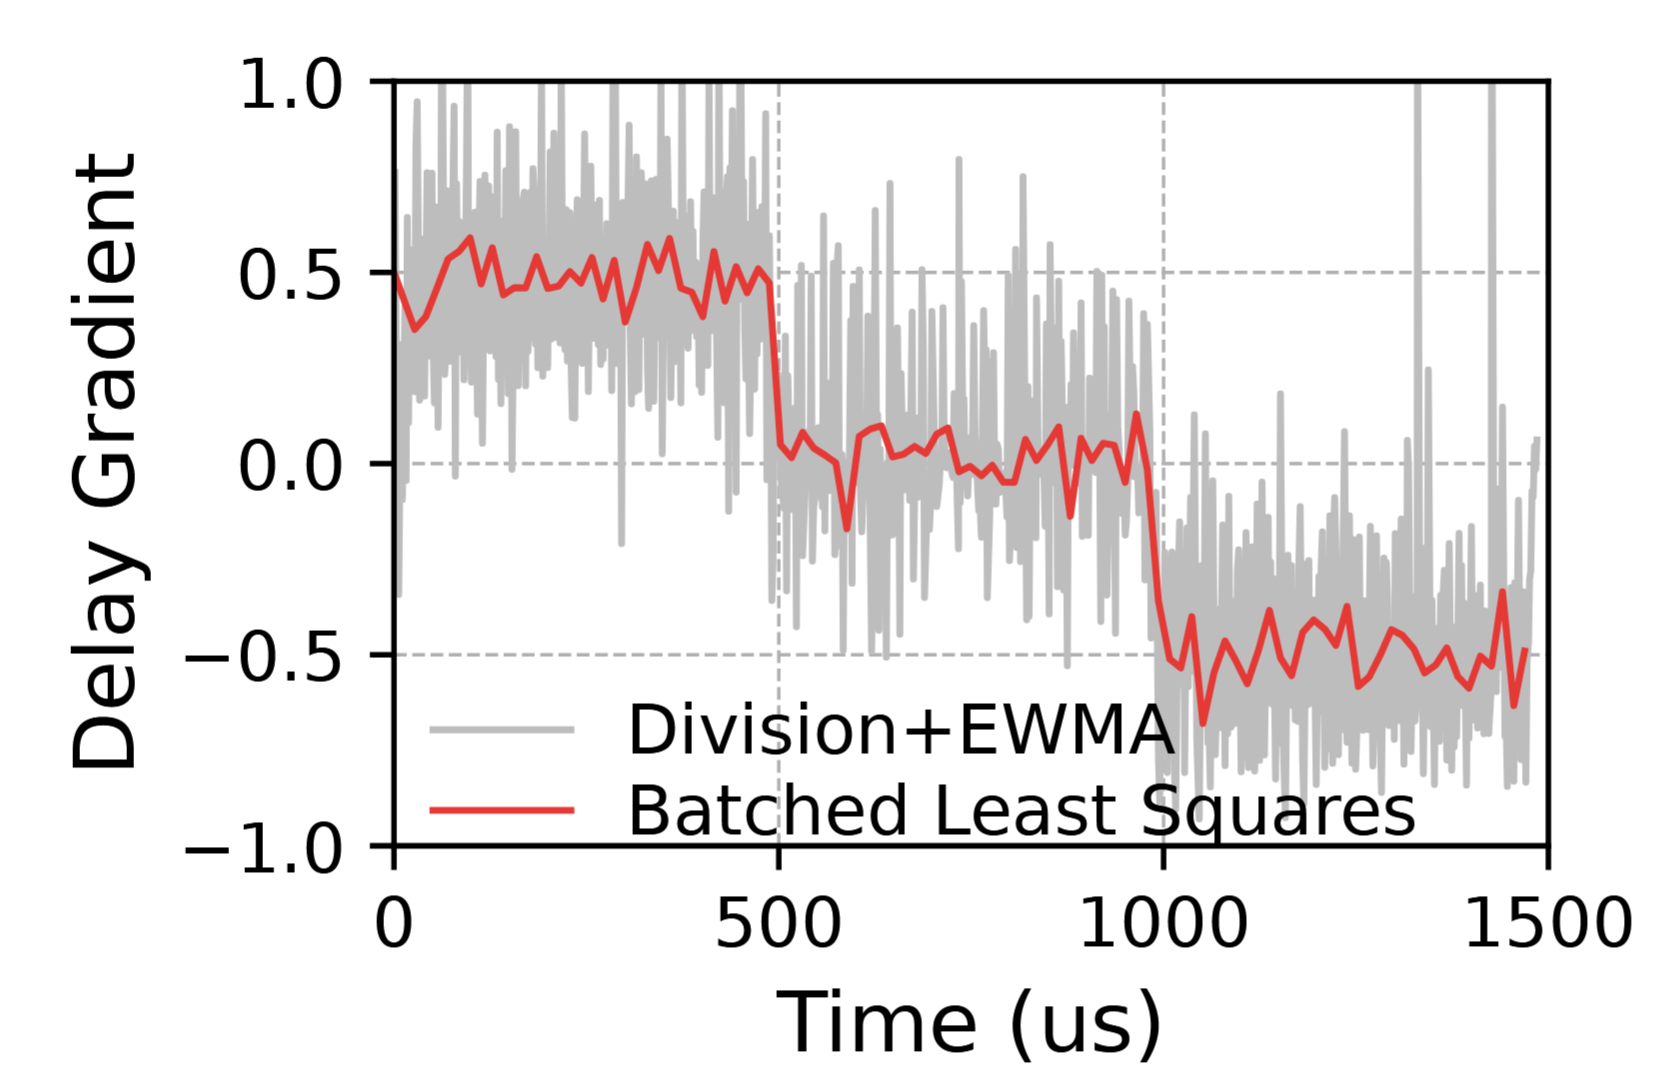 Delay Gradient
1.0
0.5
0.0
−0.5
−1.0
Division+EWMA
Batched Least Squares
0 500 1000 1500
Time (us)